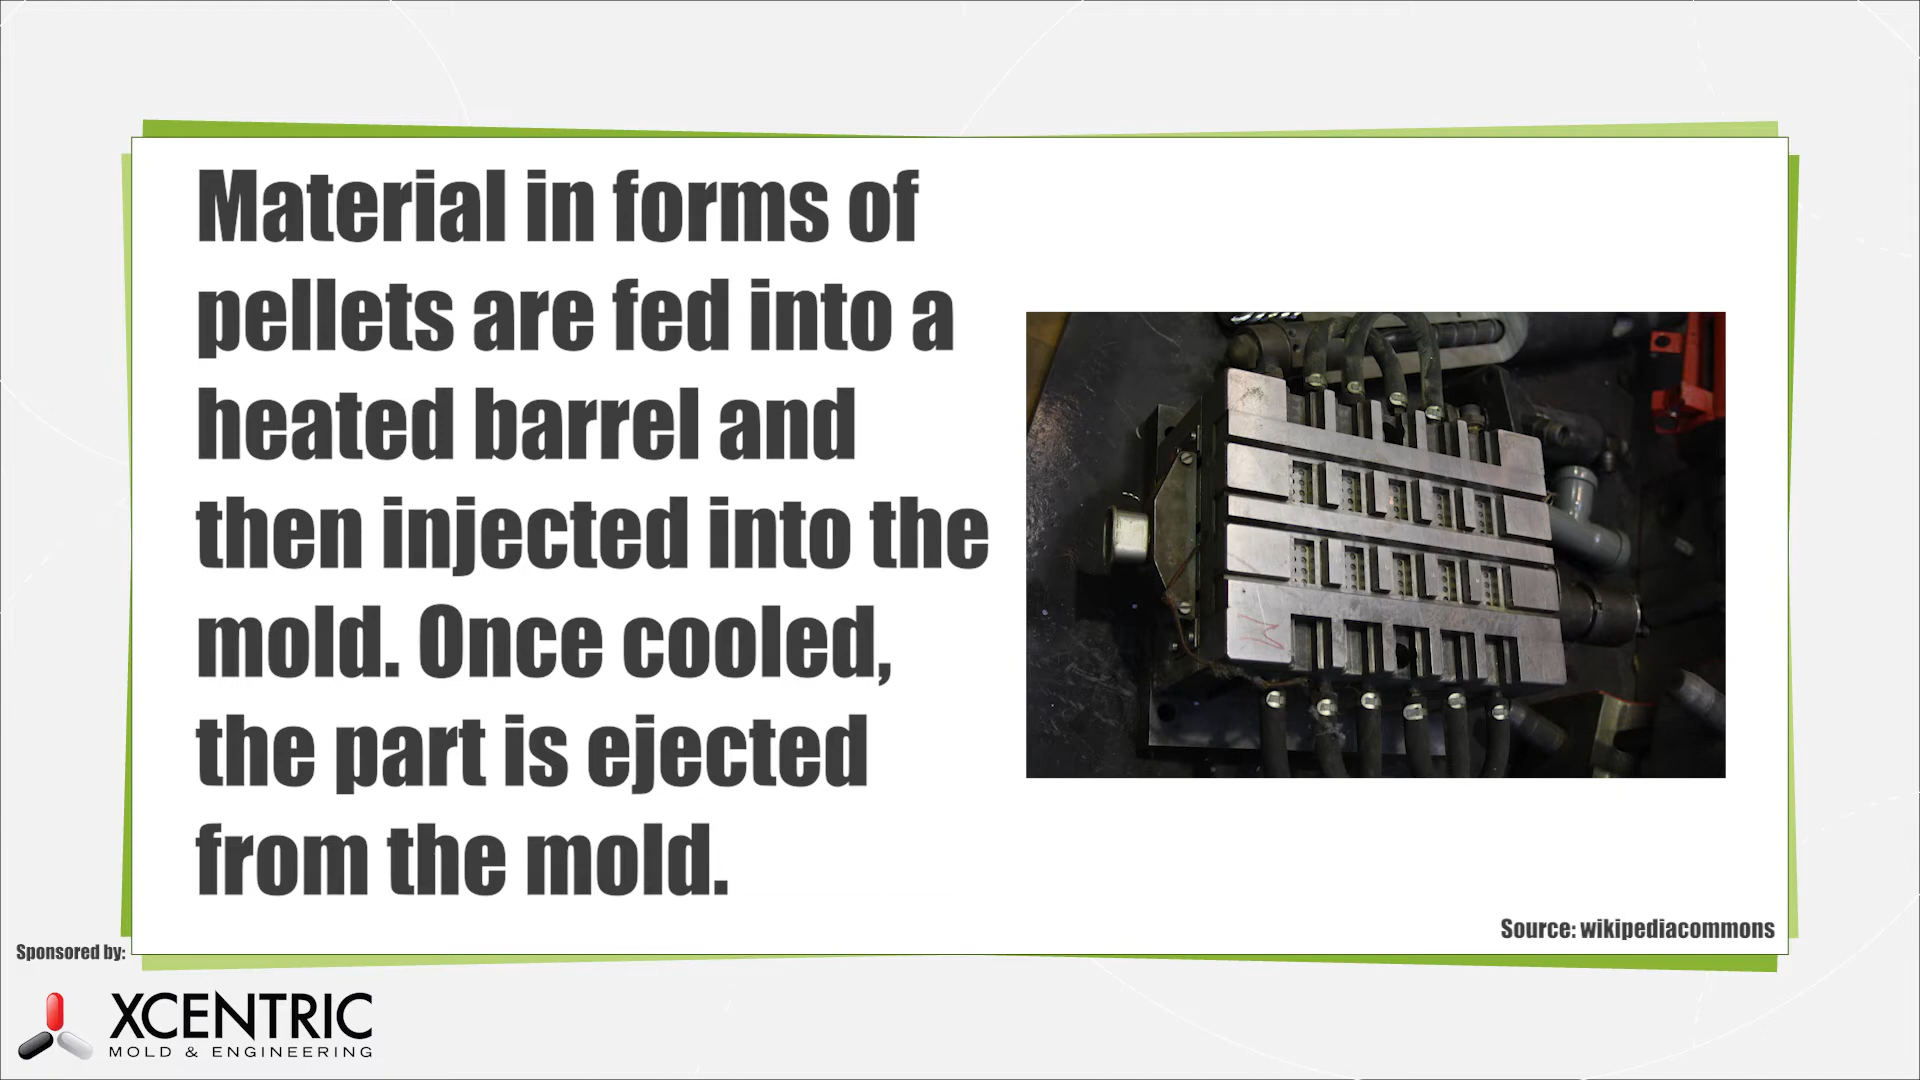 Material in forms of
pellets are fed into a
heated barrel and
then injected into the
mold. Once cooled,
the part is ejected
from the mold.
Source: wikipediacommons
Sponsored by:
XCENTRIC
MOLD & ENGINEERING